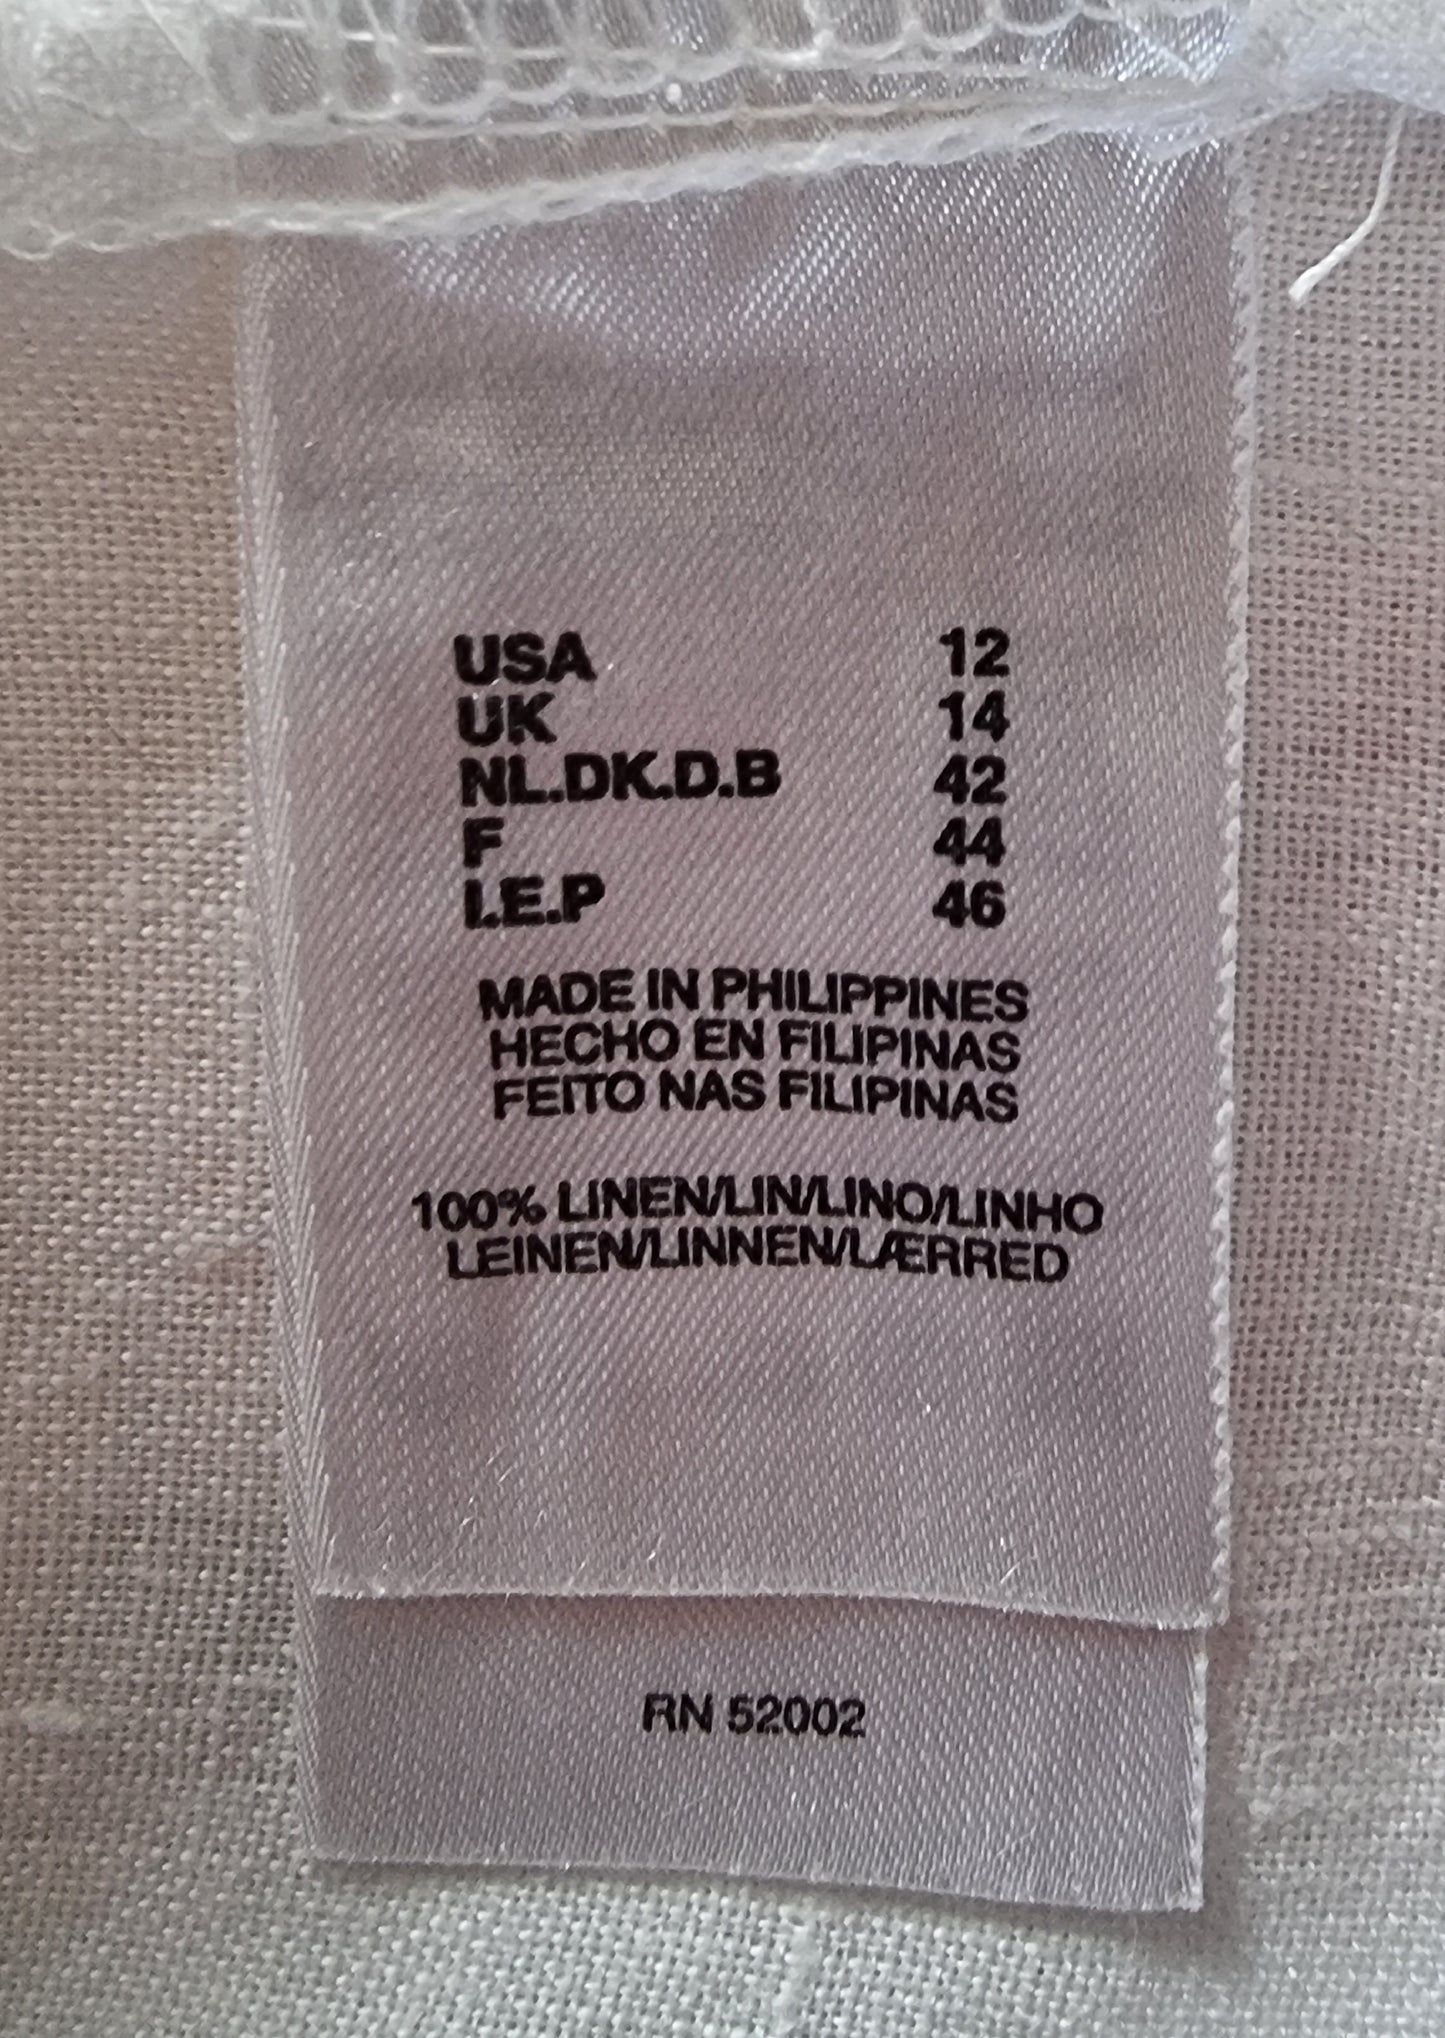 USA 12
UK 14
NL.DK.D.B 42
F 44
I.E.P 46
MADE IN PHILIPPINES
HECHO EN FILIPINAS
FEITO NAS FILIPINAS
100% LINEN/LIN/LINO/LINHO
LEINEN/LINNEN/LÆRRED
RN 52002